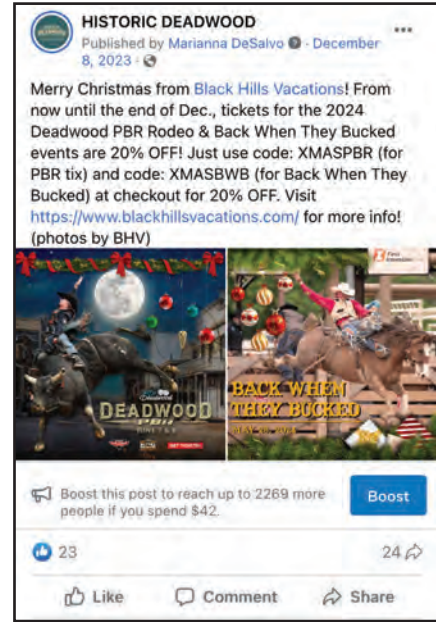 HISTORIC DEADWOOD
Published by Marianna DeSalvo · December
8, 2023 ·
Merry Christmas from Black Hills Vacations! From
now until the end of Dec., tickets for the 2024
Deadwood PBR Rodeo & Back When They Bucked
events are 20% OFF! Just use code: XMASPBR (for
PBR tix) and code: XMASBWB (for Back When They
Bucked) at checkout for 20% OFF. Visit
https://www.blackhillsvacations.com/ for more info!
(photos by BHV)
DEADWOOD
PBR
JUNE 7 & 8
BACK WHEN
THEY BUCKED
Boost this post to reach up to 2269 more
people if you spend $42.
Boost
23
24
Like
Comment
Share